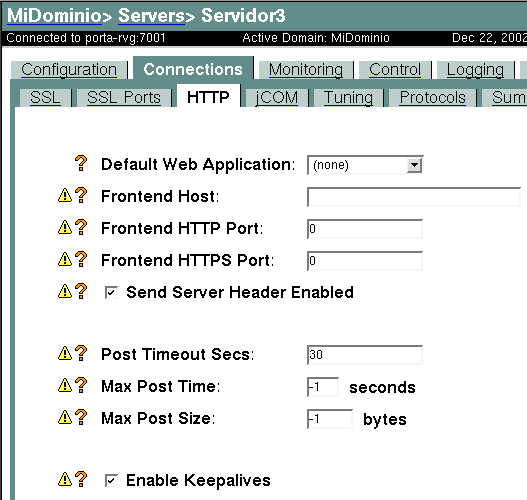 MiDominio> Servers> Servidor3
Connected to porta-rvg:7001 Active Domain: MiDominio Dec 22, 2002
Configuration Connections Monitoring Control Logging
SSL SSL Ports HTTP jCOM Tuning Protocols Sum
? Default Web Application: (none)
? Frontend Host:
? Frontend HTTP Port: 0
? Frontend HTTPS Port: 0
? Send Server Header Enabled
? Post Timeout Secs: 30
? Max Post Time: -1 seconds
? Max Post Size: -1 bytes
? Enable Keepalives